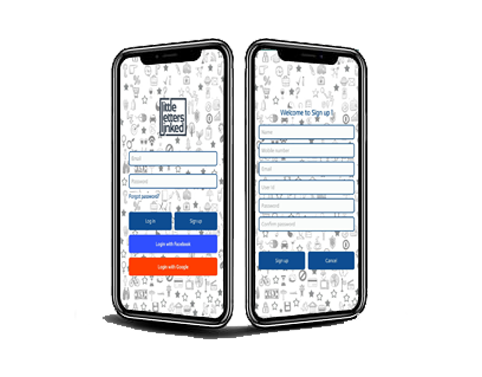 little
letters
linked
Email
Password
Forgot password?
Log In
Sign up
Login with Facebook
Login with Google
Welcome to Sign up !
Name
Mobile number
Email
User Id
Password
Confirm password
Sign up
Cancel